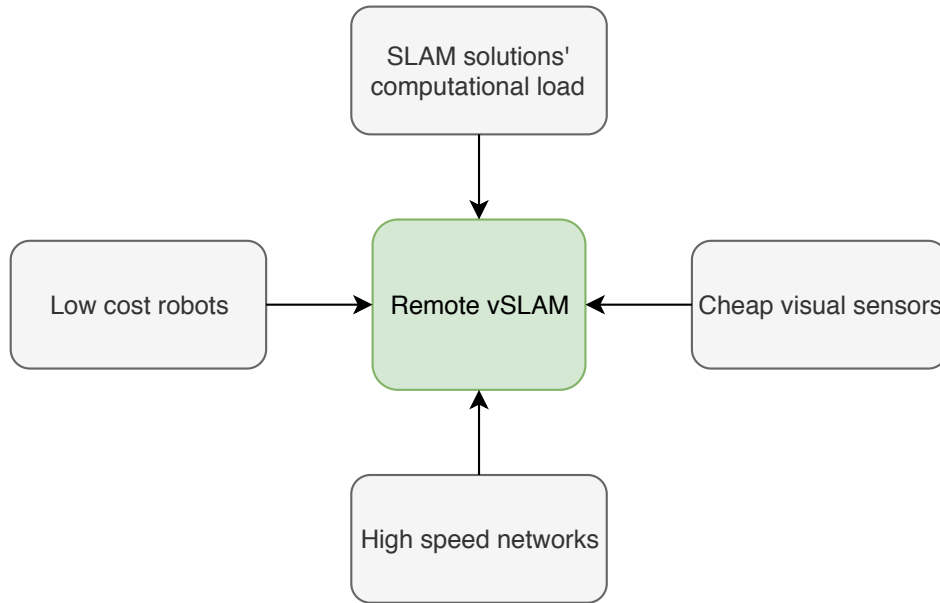 SLAM solutions'
computational load
Low cost robots
Remote vSLAM
Cheap visual sensors
High speed networks